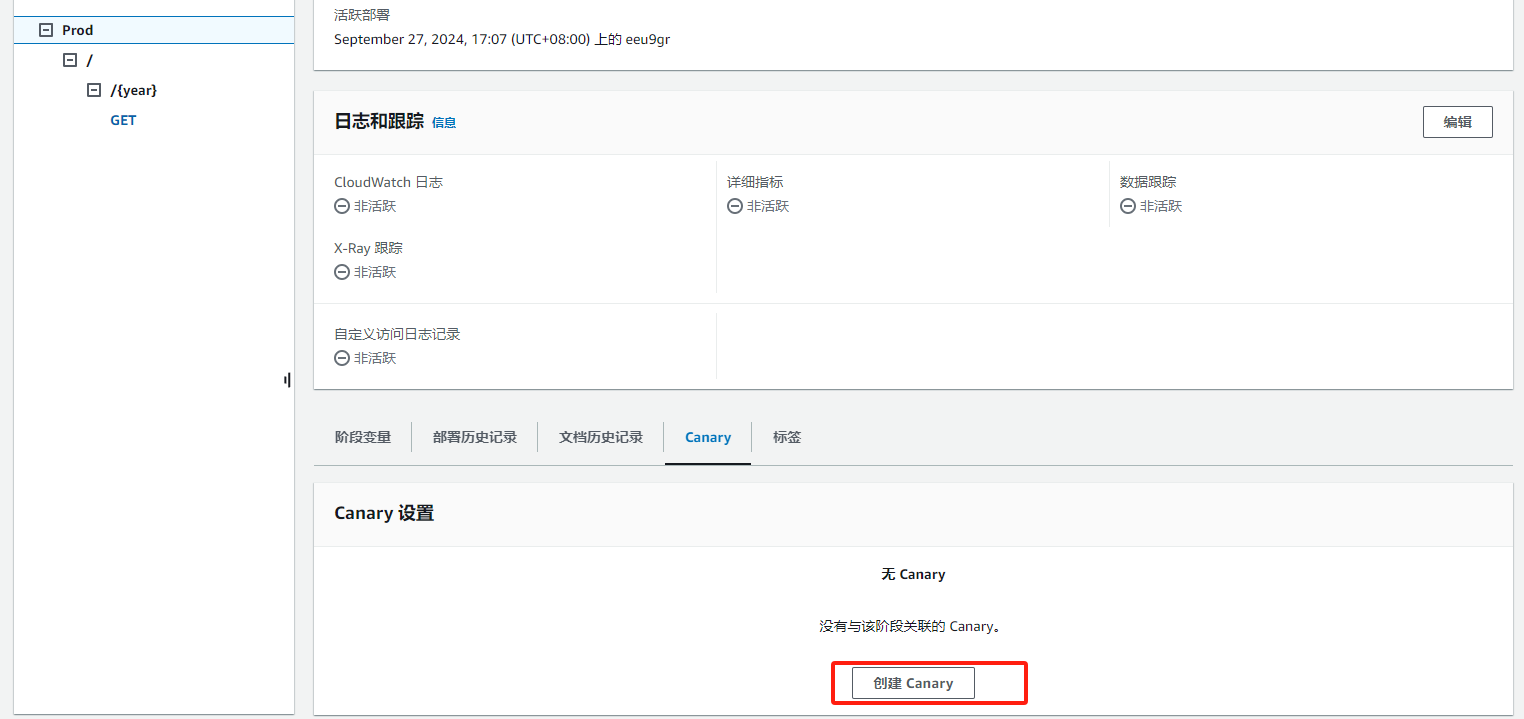 Prod
/
/{year}
GET
活跃部署
September 27, 2024, 17:07 (UTC+08:00) 上的 eeu9gr
日志和跟踪 信息
编辑
CloudWatch 日志
非活跃
详细指标
非活跃
数据跟踪
非活跃
X-Ray 跟踪
非活跃
自定义访问日志记录
非活跃
阶段变量 部署历史记录 文档历史记录 Canary 标签
Canary 设置
无 Canary
没有与该阶段关联的 Canary。
创建 Canary